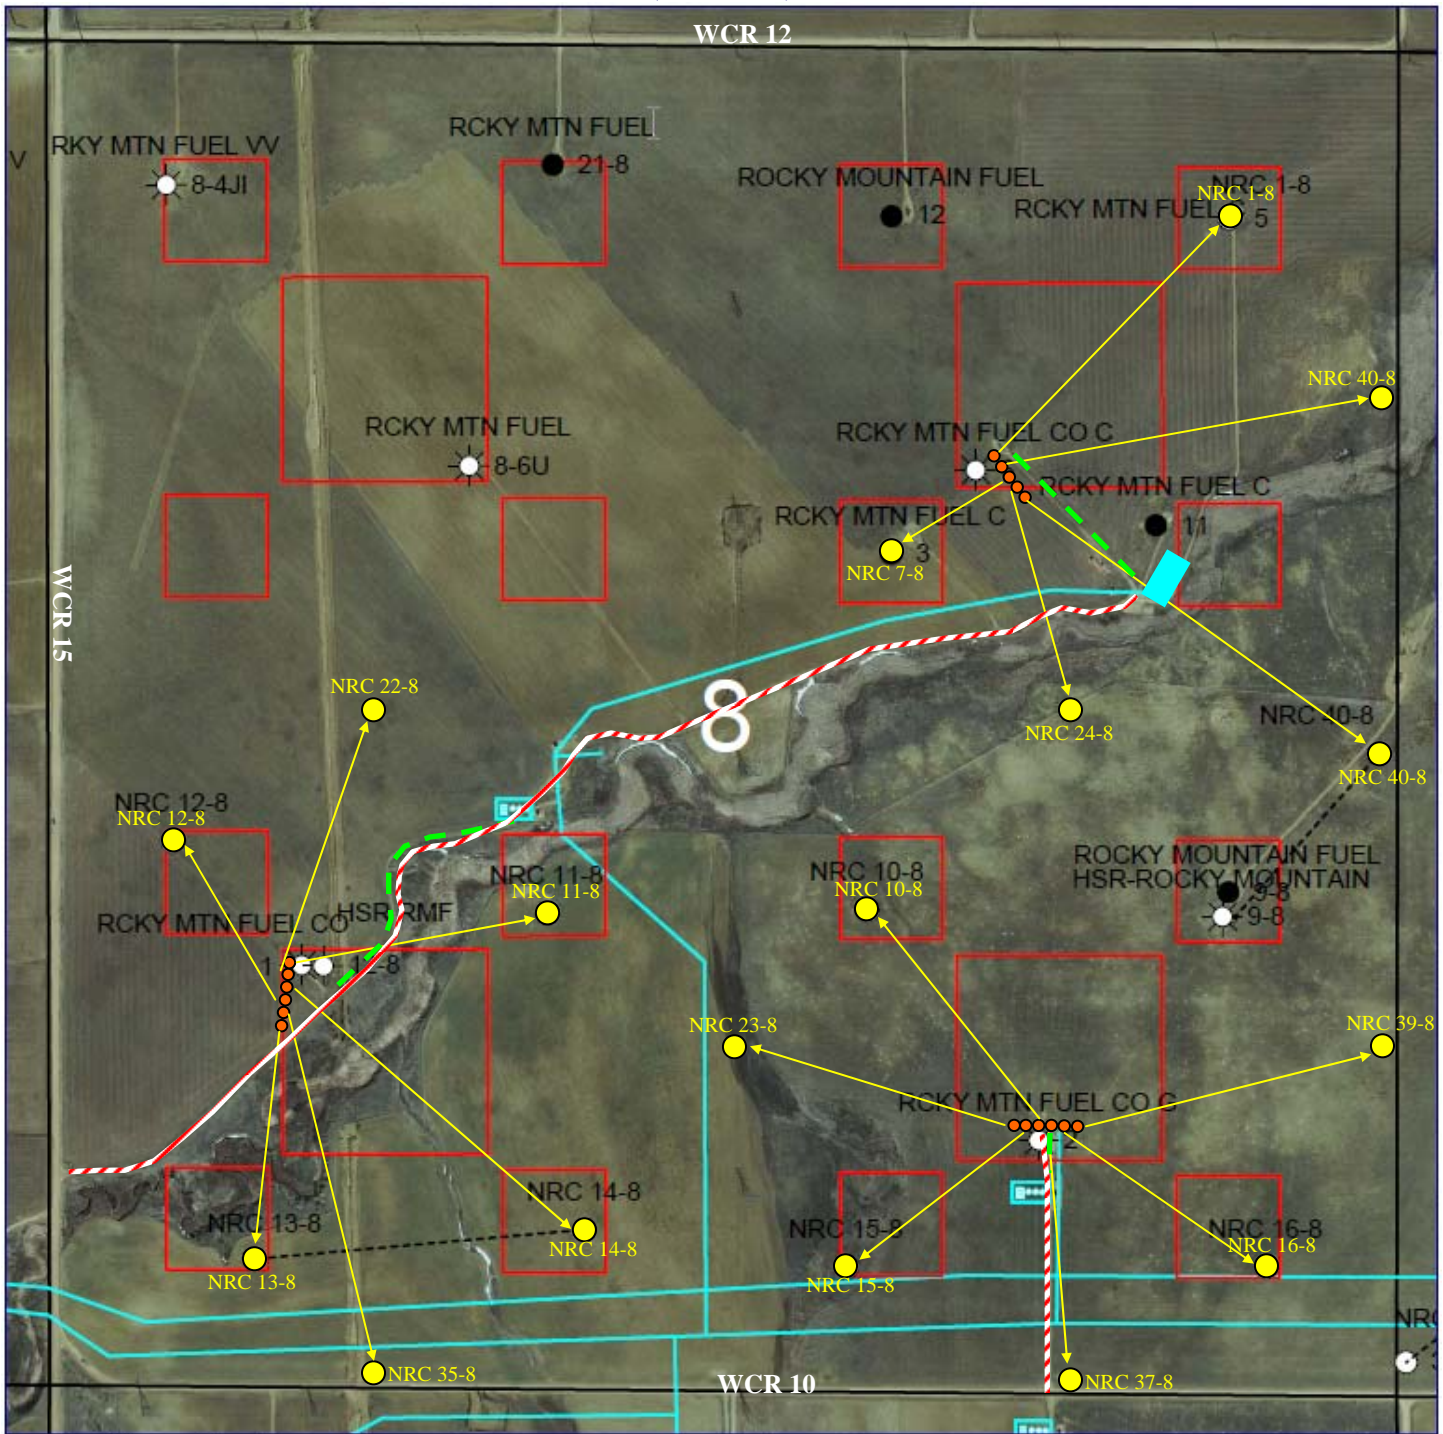 WCR 12
RCKY MTN FUEL
21-8
RKY MTN FUEL VV
V
8-4JI
ROCKY MOUNTAIN FUEL
12
NRC 1-8
NRC 1-8
RCKY MTN FUEL
5
NRC 40-8
RCKY MTN FUEL
8-6U
RCKY MTN FUEL CO C
RCKY MTN FUEL C
11
RCKY MTN FUEL C
3
NRC 7-8
WCR 15
NRC 22-8
8
NRC 24-8
NRC 40-8
NRC 40-8
NRC 12-8
NRC 12-8
NRC 11-8
NRC 11-8
NRC 10-8
NRC 10-8
ROCKY MOUNTAIN FUEL
HSR-ROCKY MOUNTAIN
9-8
9-8
RCKY MTN FUEL CO
HSR-RMF
1
12-8
NRC 23-8
NRC 39-8
RCKY MTN FUEL CO C
2
NRC 14-8
NRC 13-8
NRC 14-8
NRC 13-8
NRC 15-8
NRC 15-8
NRC 16-8
NRC 16-8
NRC 35-8
WCR 10
NRC 37-8